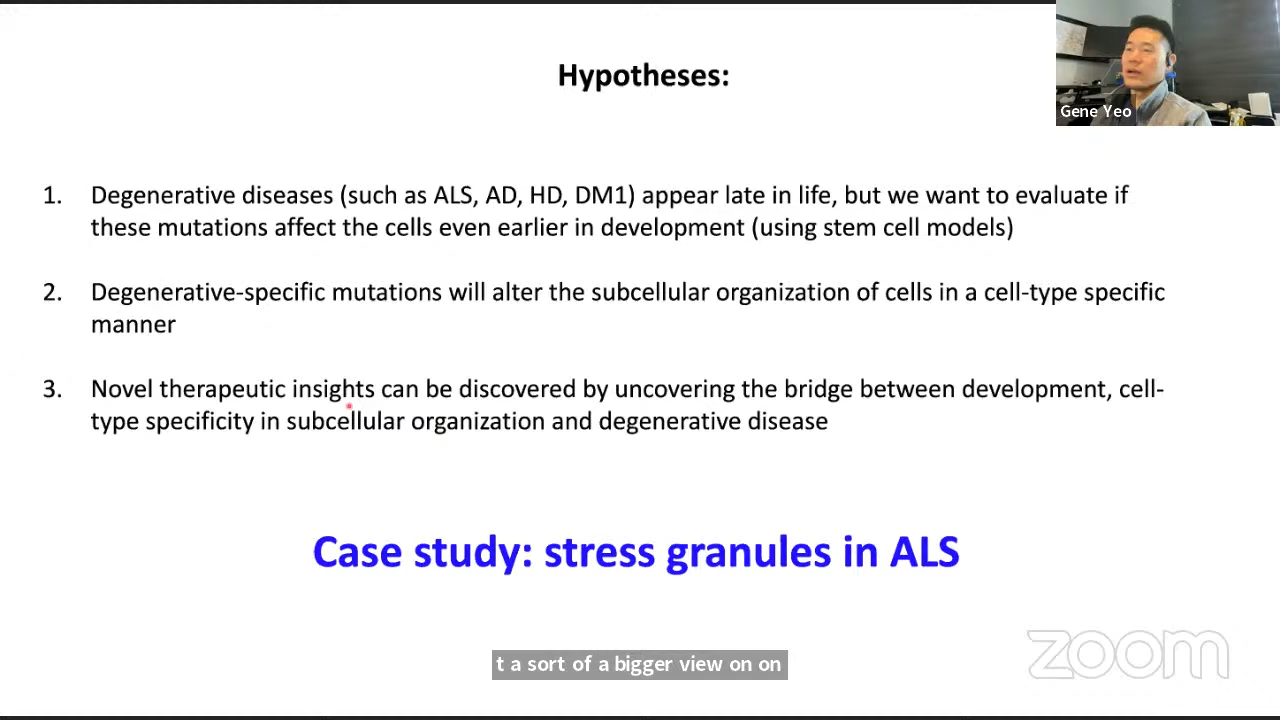 Hypotheses:
Gene Yeo
1. Degenerative diseases (such as ALS, AD, HD, DM1) appear late in life, but we want to evaluate if
these mutations affect the cells even earlier in development (using stem cell models)
2. Degenerative-specific mutations will alter the subcellular organization of cells in a cell-type specific
manner
3. Novel therapeutic insights can be discovered by uncovering the bridge between development, cell-
type specificity in subcellular organization and degenerative disease
Case study: stress granules in ALS
zoom
t a sort of a bigger view on on